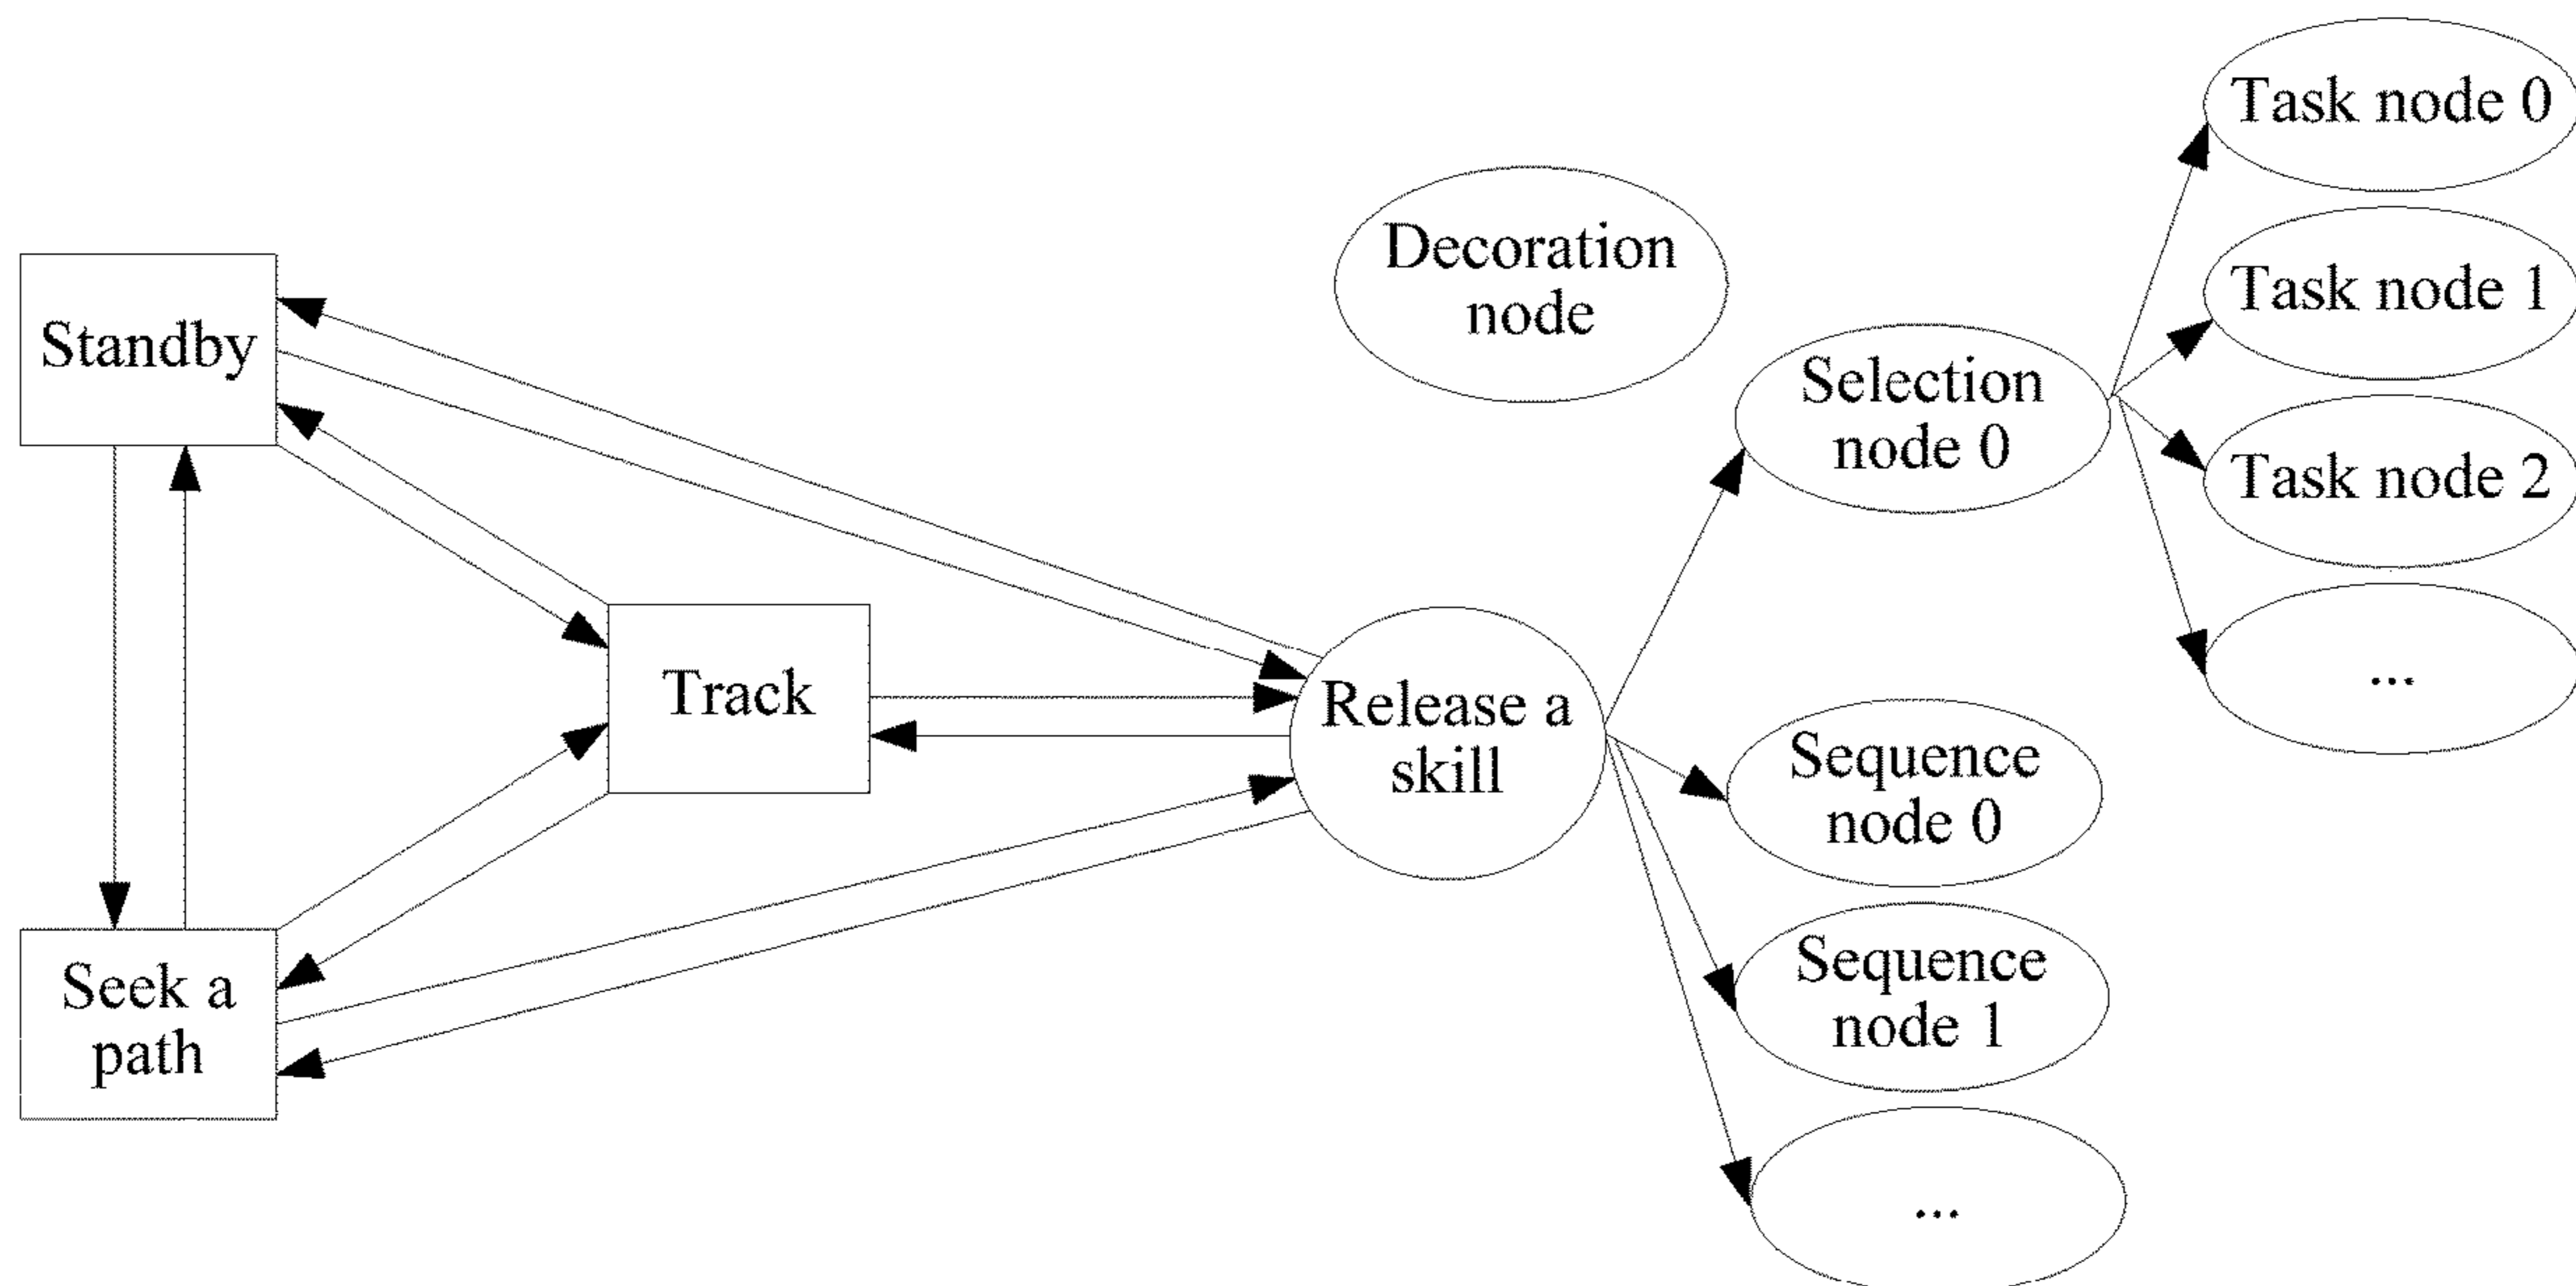 Standby
Seek a
path
Track
Release a
skill
Decoration
node
Selection
node 0
Sequence
node 0
Sequence
node 1
...
Task node 0
Task node 1
Task node 2
...